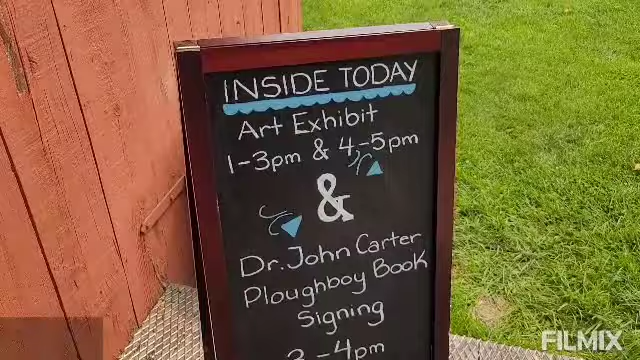 INSIDE TODAY
Art Exhibit
1-3pm & 4-5pm
&
Dr. John Carter
Ploughboy Book
Signing
3-4pm
FILMIX